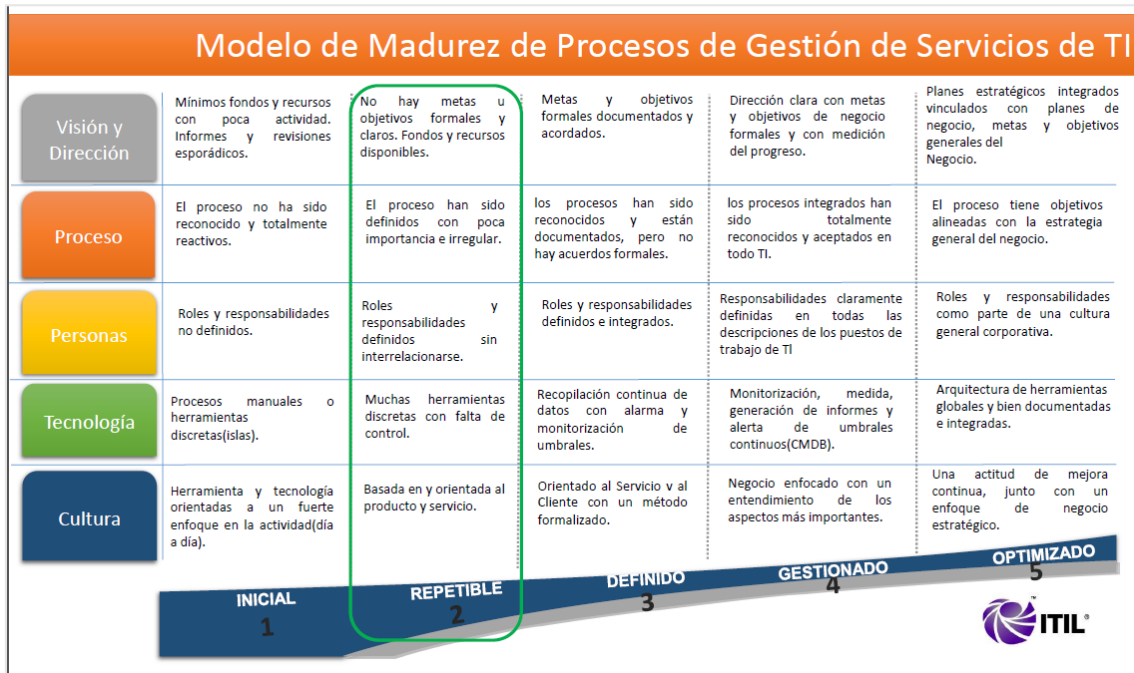 Modelo de Madurez de Procesos de Gestión de Servicios de TI
Visión y
Dirección
Mínimos fondos y recursos
con poca actividad.
Informes y revisiones
esporádicos.
No hay metas u
objetivos formales y
claros. Fondos y recursos
disponibles.
Metas y objetivos
formales documentados y
acordados.
Dirección clara con metas
y objetivos de negocio
formales y con medición
del progreso.
Planes estratégicos integrados
vinculados con planes de
negocio, metas y objetivos
generales del
Negocio.
Proceso
El proceso no ha sido
reconocido y totalmente
reactivos.
El proceso han sido
definidos con poca
importancia e irregular.
los procesos han sido
reconocidos y están
documentados, pero no
hay acuerdos formales.
los procesos integrados han
sido totalmente
reconocidos y aceptados en
todo TI.
El proceso tiene objetivos
alineadas con la estrategia
general del negocio.
Personas
Roles y responsabilidades
no definidos.
Roles y
responsabilidades
definidos sin
interrelacionarse.
Roles y responsabilidades
definidos e integrados.
Responsabilidades claramente
definidas en todas las
descripciones de los puestos de
trabajo de TI
Roles y responsabilidades
como parte de una cultura
general corporativa.
Tecnología
Procesos manuales o
herramientas
discretas(islas).
Muchas herramientas
discretas con falta de
control.
Recopilación continua de
datos con alarma y
monitorización de
umbrales.
Monitorización, medida,
generación de informes y
alerta de umbrales
continuos(CMDB).
Arquitectura de herramientas
globales y bien documentadas
e integradas.
Cultura
Herramienta y tecnología
orientadas a un fuerte
enfoque en la actividad(día
a día).
Basada en y orientada al
producto y servicio.
Orientado al Servicio v al
Cliente con un método
formalizado.
Negocio enfocado con un
entendimiento de los
aspectos más importantes.
Una actitud de mejora
continua, junto con un
enfoque de negocio
estratégico.
INICIAL
1
REPETIBLE
2
DEFINIDO
3
GESTIONADO
4
OPTIMIZADO
5
ITIL®
™